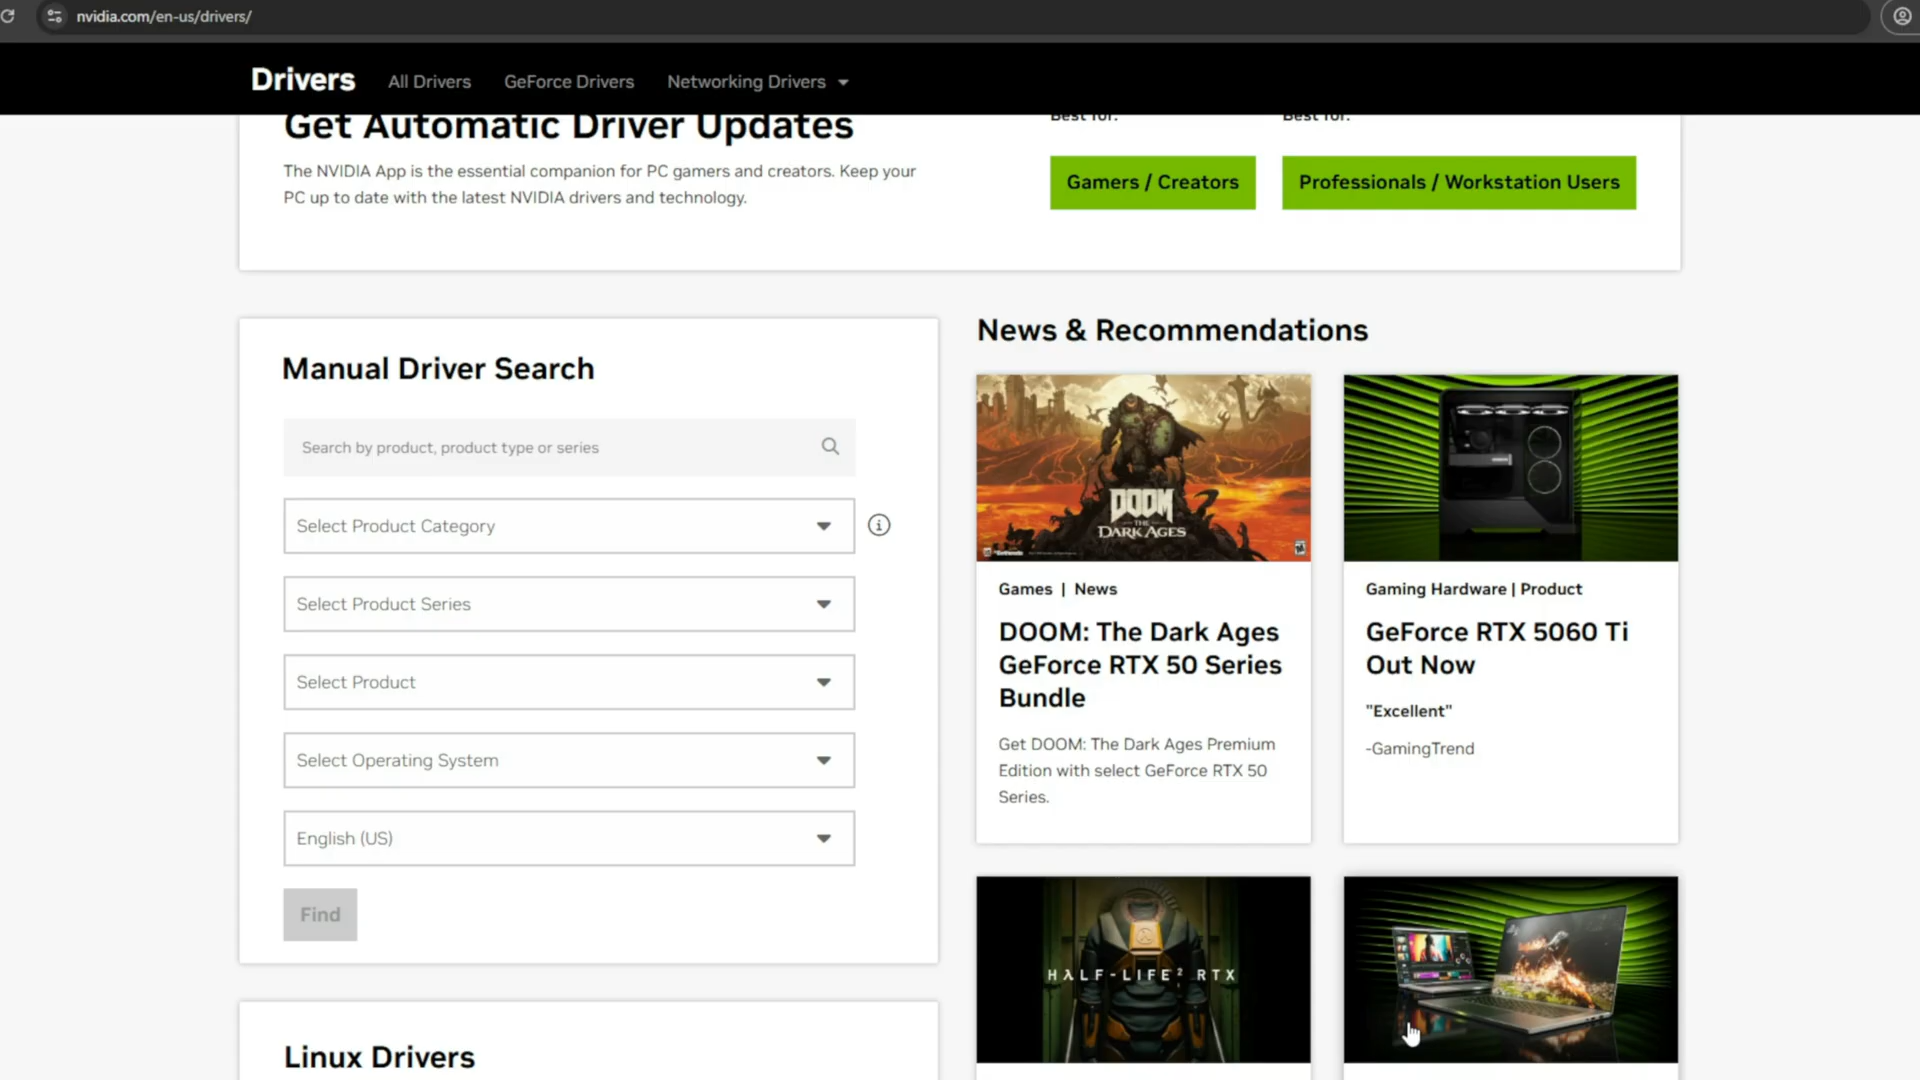 nvidia.com/en-us/drivers/
Drivers
All Drivers
GeForce Drivers
Networking Drivers
Get Automatic Driver Updates
The NVIDIA App is the essential companion for PC gamers and creators. Keep your
PC up to date with the latest NVIDIA drivers and technology.
Best for:
Best for:
Gamers / Creators
Professionals / Workstation Users
Manual Driver Search
Search by product, product type or series
Select Product Category
Select Product Series
Select Product
Select Operating System
English (US)
Find
Linux Drivers
News & Recommendations
DOOM
THE
DARK AGES
Games | News
DOOM: The Dark Ages
GeForce RTX 50 Series
Bundle
Get DOOM: The Dark Ages Premium
Edition with select GeForce RTX 50
Series.
Gaming Hardware | Product
GeForce RTX 5060 Ti
Out Now
"Excellent"
-GamingTrend
HλLF-LIFE² RTX